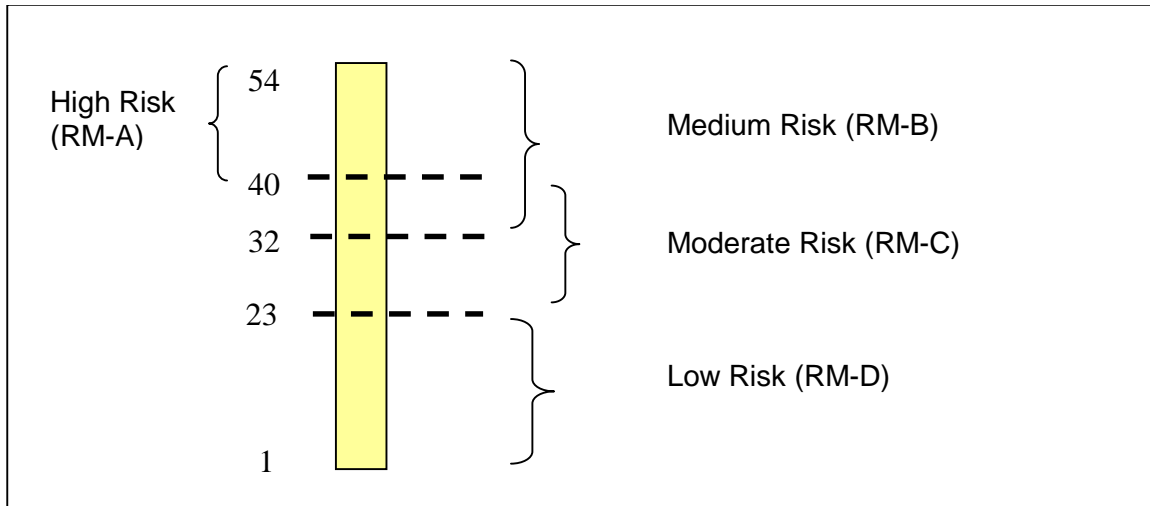 High Risk
(RM-A)
54
40
32
23
1
Medium Risk (RM-B)
Moderate Risk (RM-C)
Low Risk (RM-D)